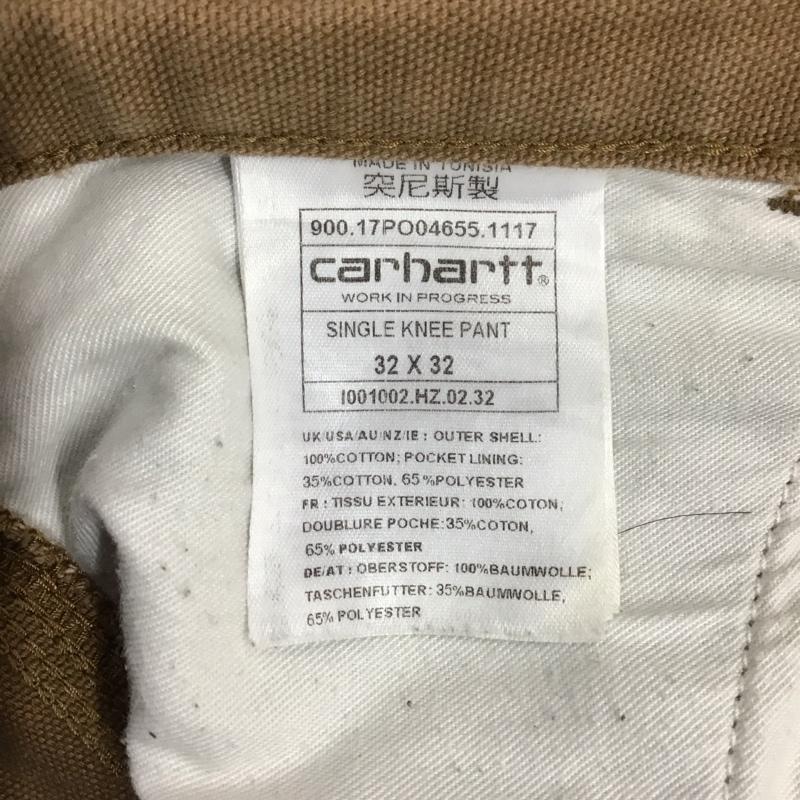 MADE IN TUNISIA
突尼斯製
900.17PO04655.1117
carhartt®
WORK IN PROGRESS
SINGLE KNEE PANT
32 X 32
I001002.HZ.02.32
UK/USA/AU/NZ/IE : OUTER SHELL:
100%COTTON; POCKET LINING:
35%COTTON, 65%POLYESTER
FR : TISSU EXTERIEUR: 100%COTON;
DOUBLURE POCHE:35%COTON,
65% POLYESTER
DE/AT : OBERSTOFF: 100%BAUMWOLLE;
TASCHENFUTTER: 35%BAUMWOLLE,
65% POLYESTER